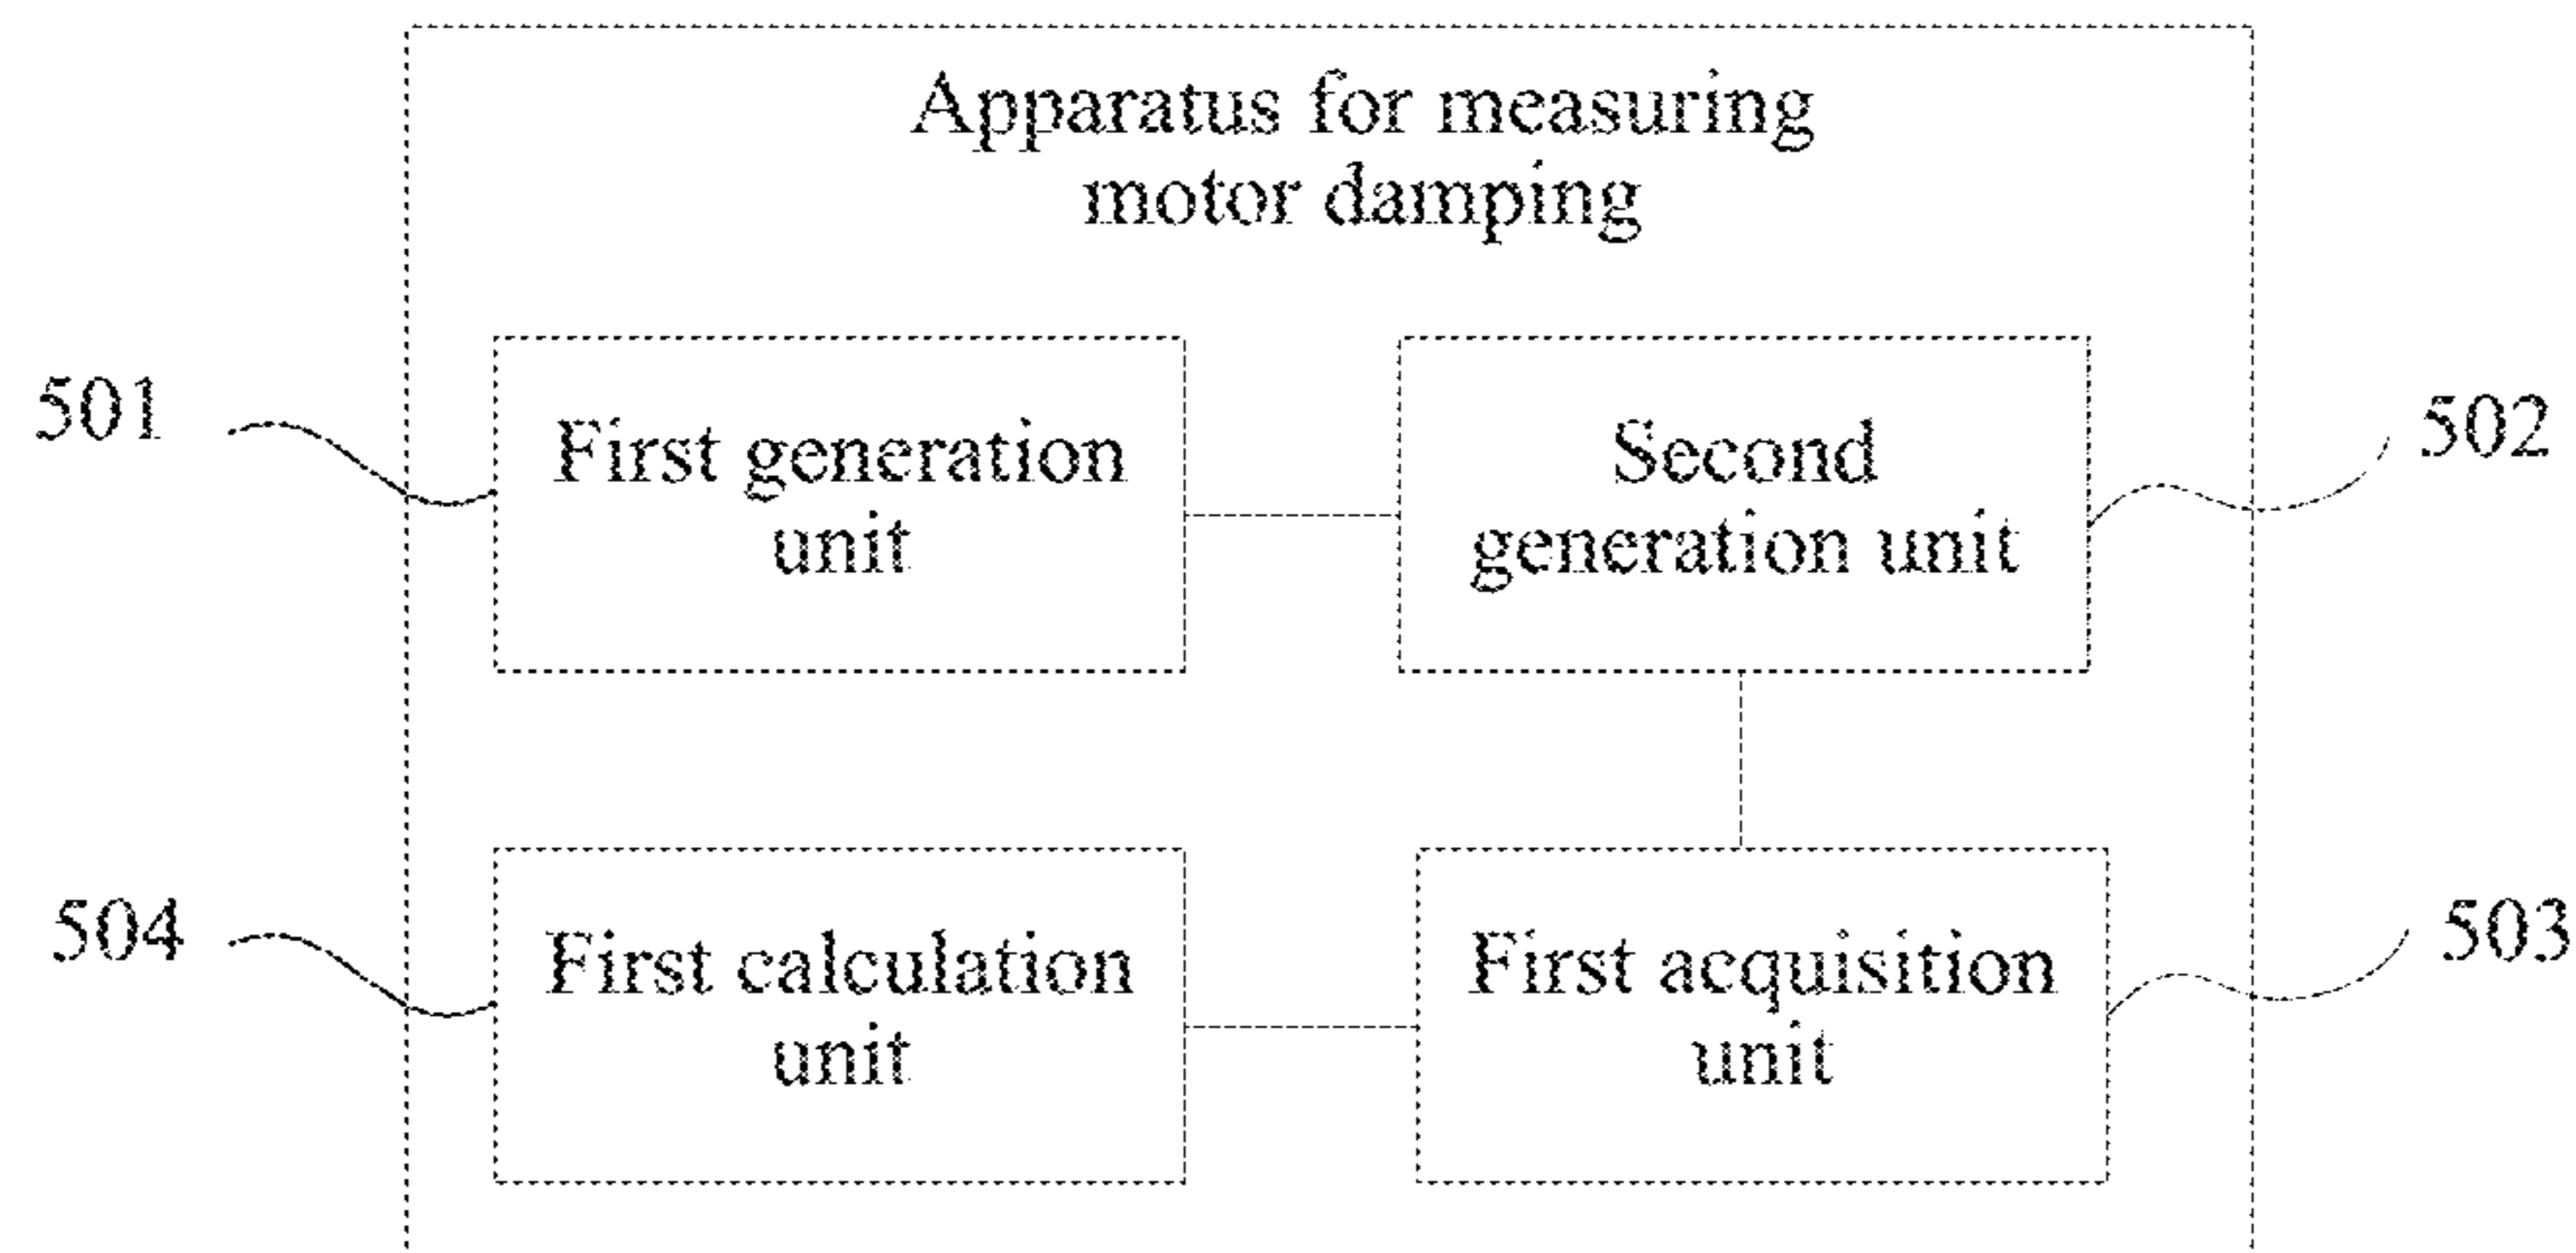 Apparatus for measuring
motor damping
501
First generation
unit
Second
generation unit
502
504
First calculation
unit
First acquisition
unit
503